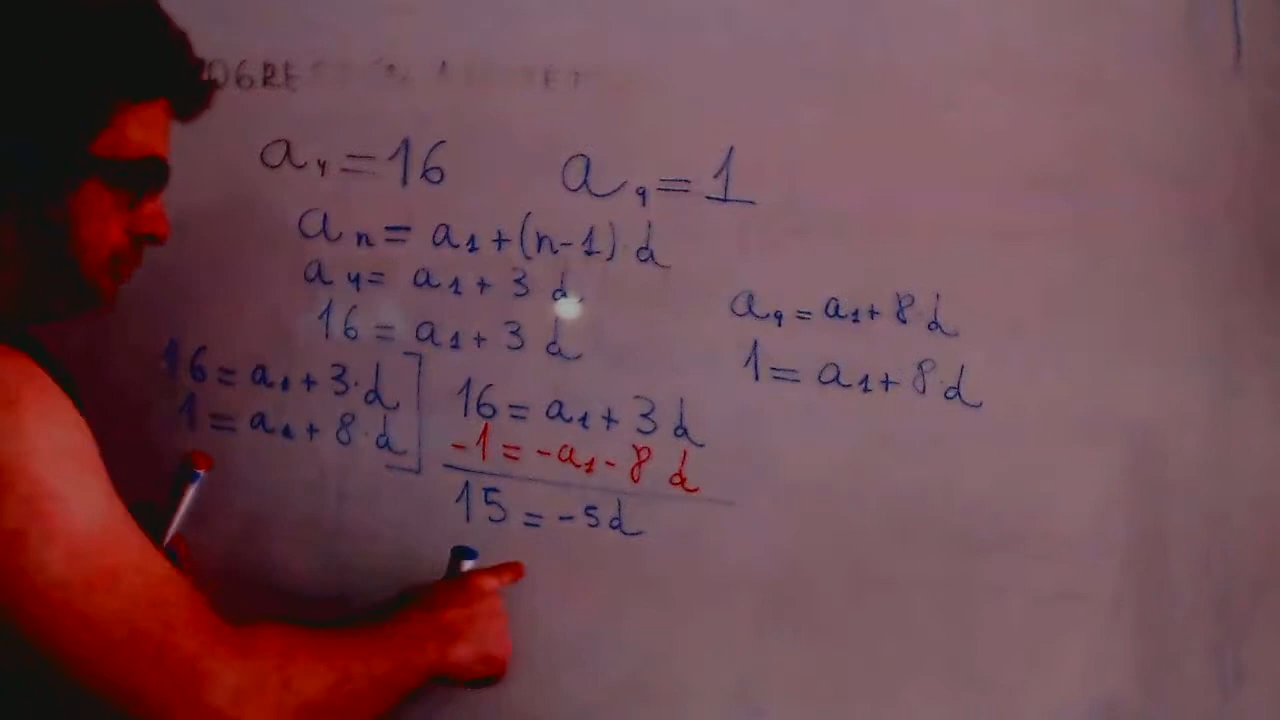 a₄ = 16    a₉ = 1
aₙ = a₁ + (n-1) · d
a₄ = a₁ + 3 d
16 = a₁ + 3 d
a₉ = a₁ + 8 d
1 = a₁ + 8 · d
16 = a₁ + 3 · d
1 = a₁ + 8 · d
16 = a₁ + 3 d
-1 = -a₁ - 8 d
15 = -5d